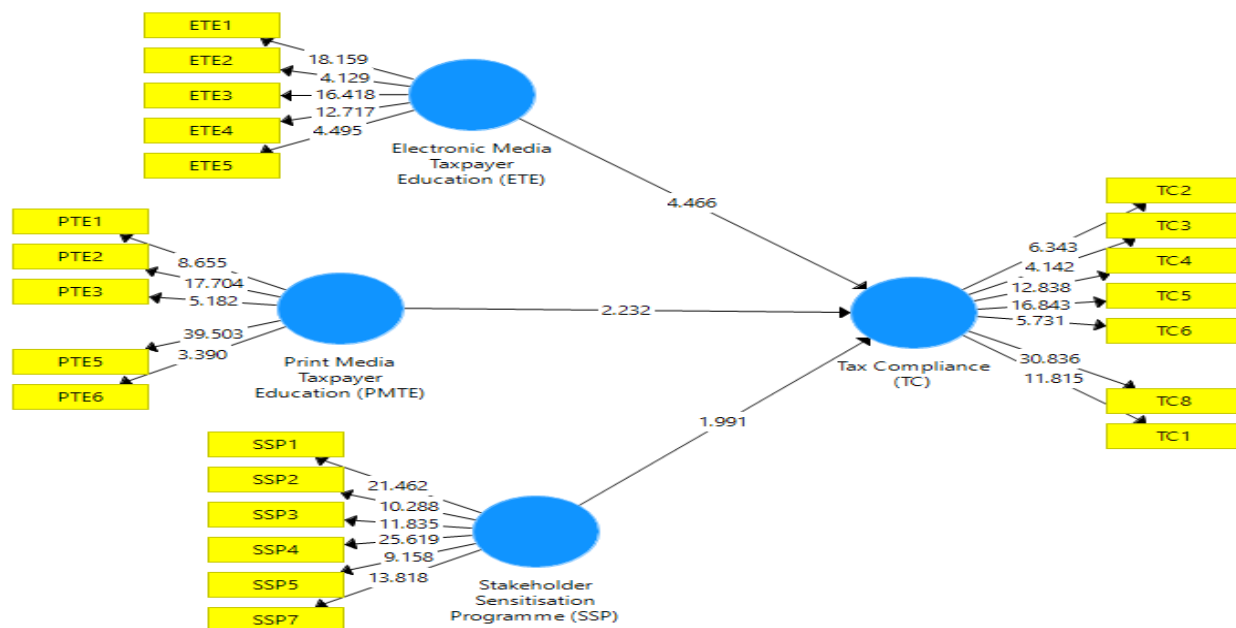 ETE1
ETE2
ETE3
ETE4
ETE5
18.159
4.129
16.418
12.717
4.495
Electronic Media
Taxpayer
Education (ETE)
4.466
PTE1
PTE2
PTE3
PTE5
PTE6
8.655
17.704
5.182
39.503
3.390
Print Media
Taxpayer
Education (PMTE)
2.232
SSP1
SSP2
SSP3
SSP4
SSP5
SSP7
21.462
10.288
11.835
25.619
9.158
13.818
Stakeholder
Sensitisation
Programme (SSP)
1.991
Tax Compliance
(TC)
6.343
4.142
12.838
16.843
5.731
30.836
11.815
TC2
TC3
TC4
TC5
TC6
TC8
TC1